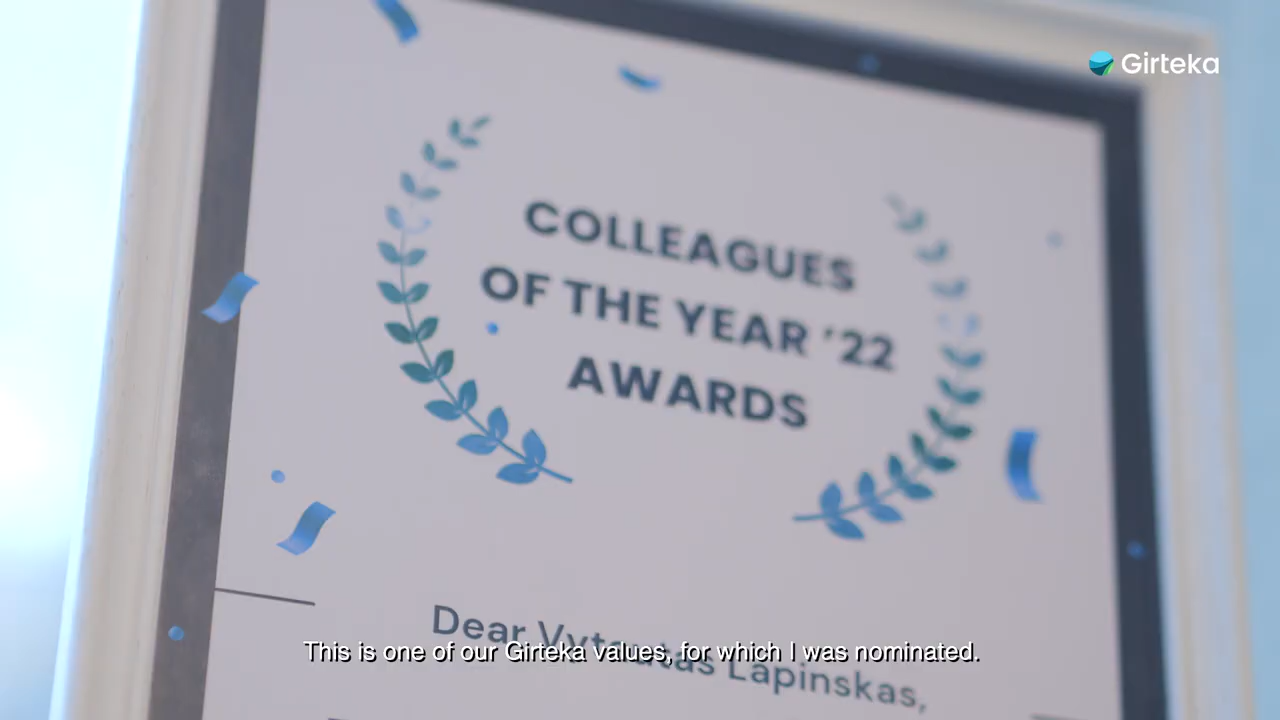 Girteka
COLLEAGUES
OF THE YEAR '22
AWARDS
Dear Vytautas Lapinskas,
This is one of our Girteka values, for which I was nominated.